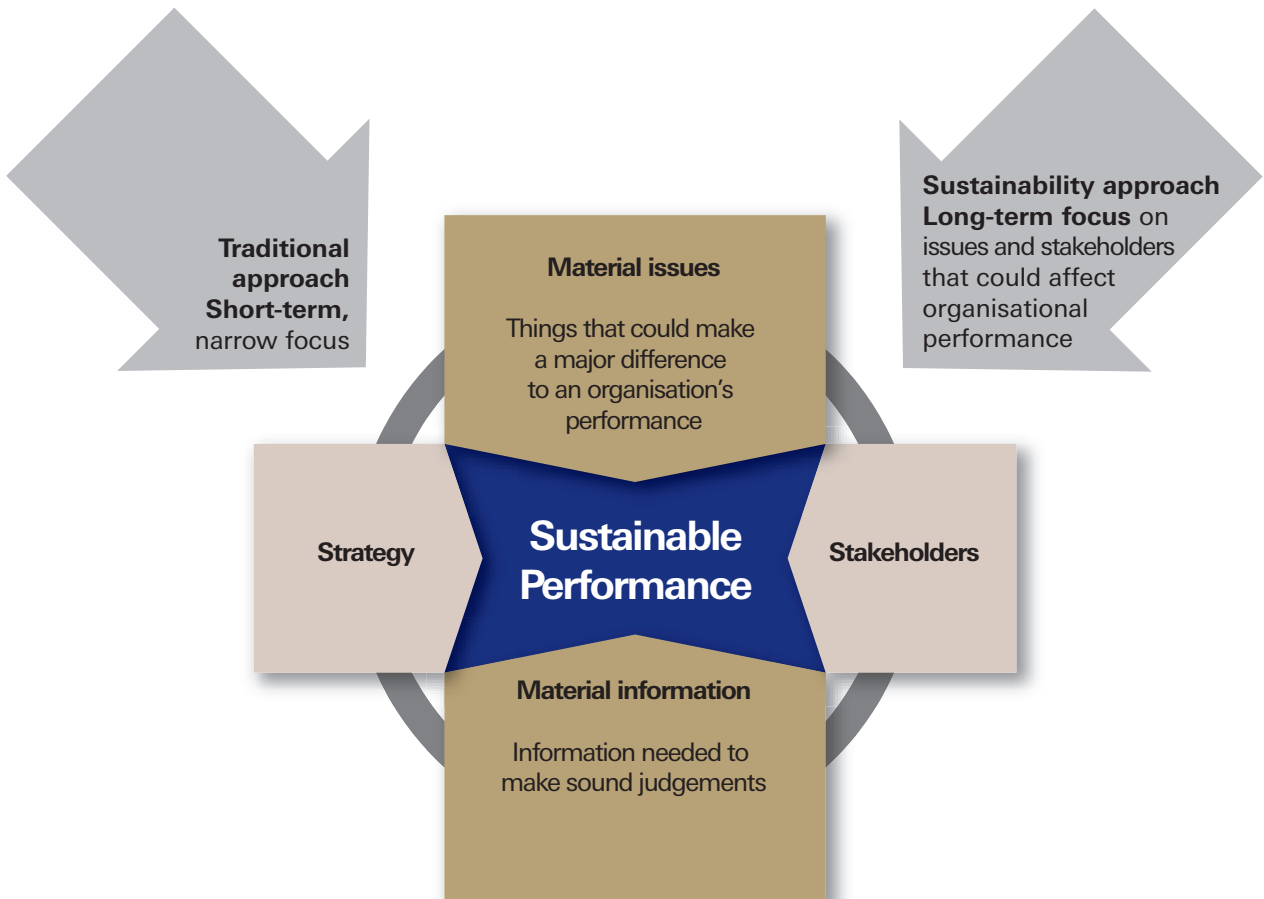 Traditional
approach
Short-term,
narrow focus
Sustainability approach
Long-term focus on
issues and stakeholders
that could affect
organisational
performance
Material issues
Things that could make
a major difference
to an organisation’s
performance
Strategy
Sustainable
Performance
Stakeholders
Material information
Information needed to
make sound judgements